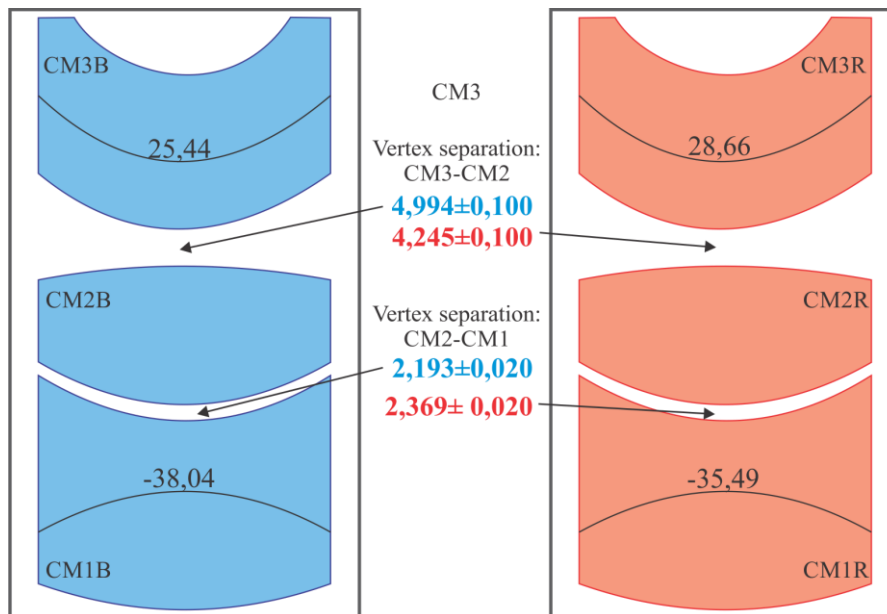 CM3B
25,44
CM2B
-38,04
CM1B
CM3
Vertex separation:
CM3-CM2
4,994±0,100
4,245±0,100
Vertex separation:
CM2-CM1
2,193±0,020
2,369± 0,020
CM3R
28,66
CM2R
-35,49
CM1R